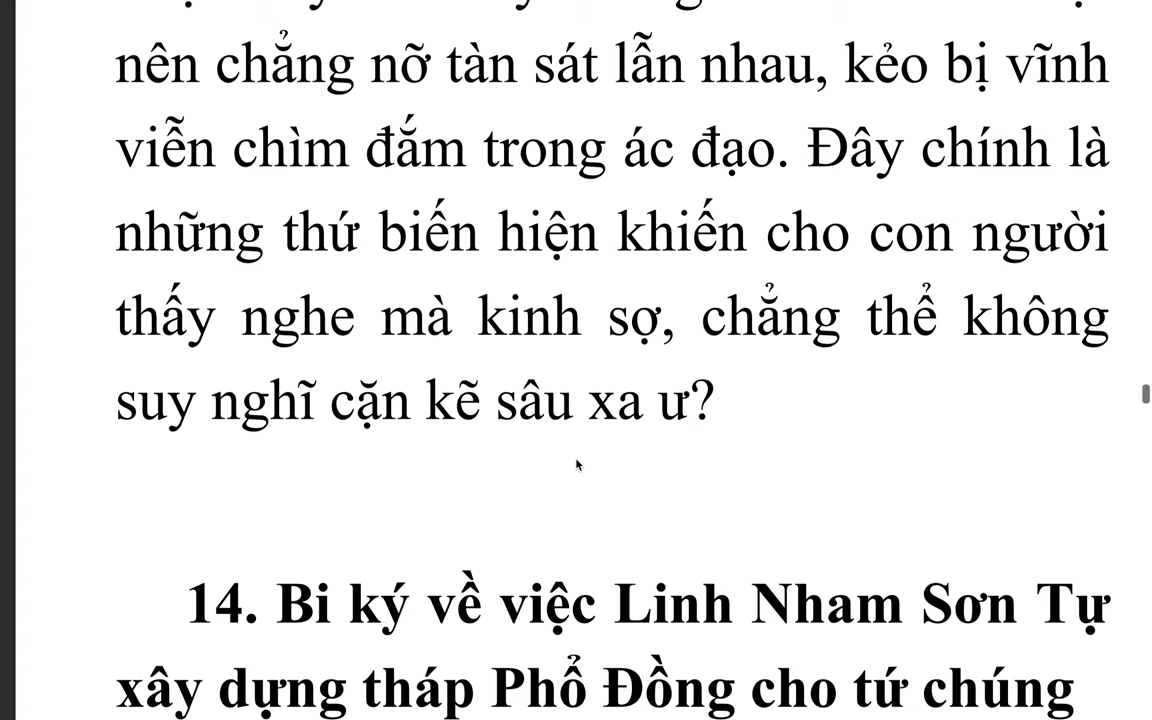 nên chẳng nỡ tàn sát lẫn nhau, kẻo bị vĩnh
viễn chìm đắm trong ác đạo. Đây chính là
những thứ biến hiện khiến cho con người
thấy nghe mà kinh sợ, chẳng thể không
suy nghĩ cặn kẽ sâu xa ư?
14. Bi ký về việc Linh Nham Sơn Tự
xây dựng tháp Phổ Đồng cho tứ chúng